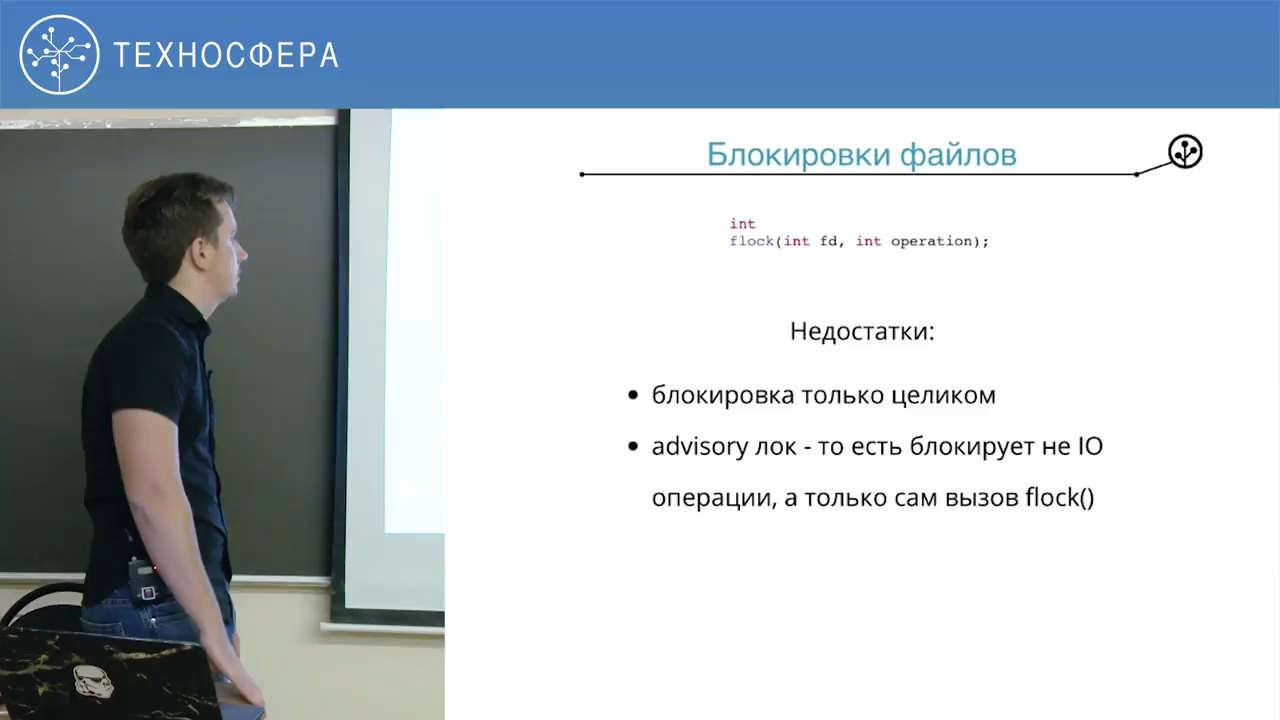 ТЕХНОСФЕРА
Блокировки файлов
int
flock(int fd, int operation);
Недостатки:
• блокировка только целиком
• advisory лок - то есть блокирует не IO
операции, а только сам вызов flock()